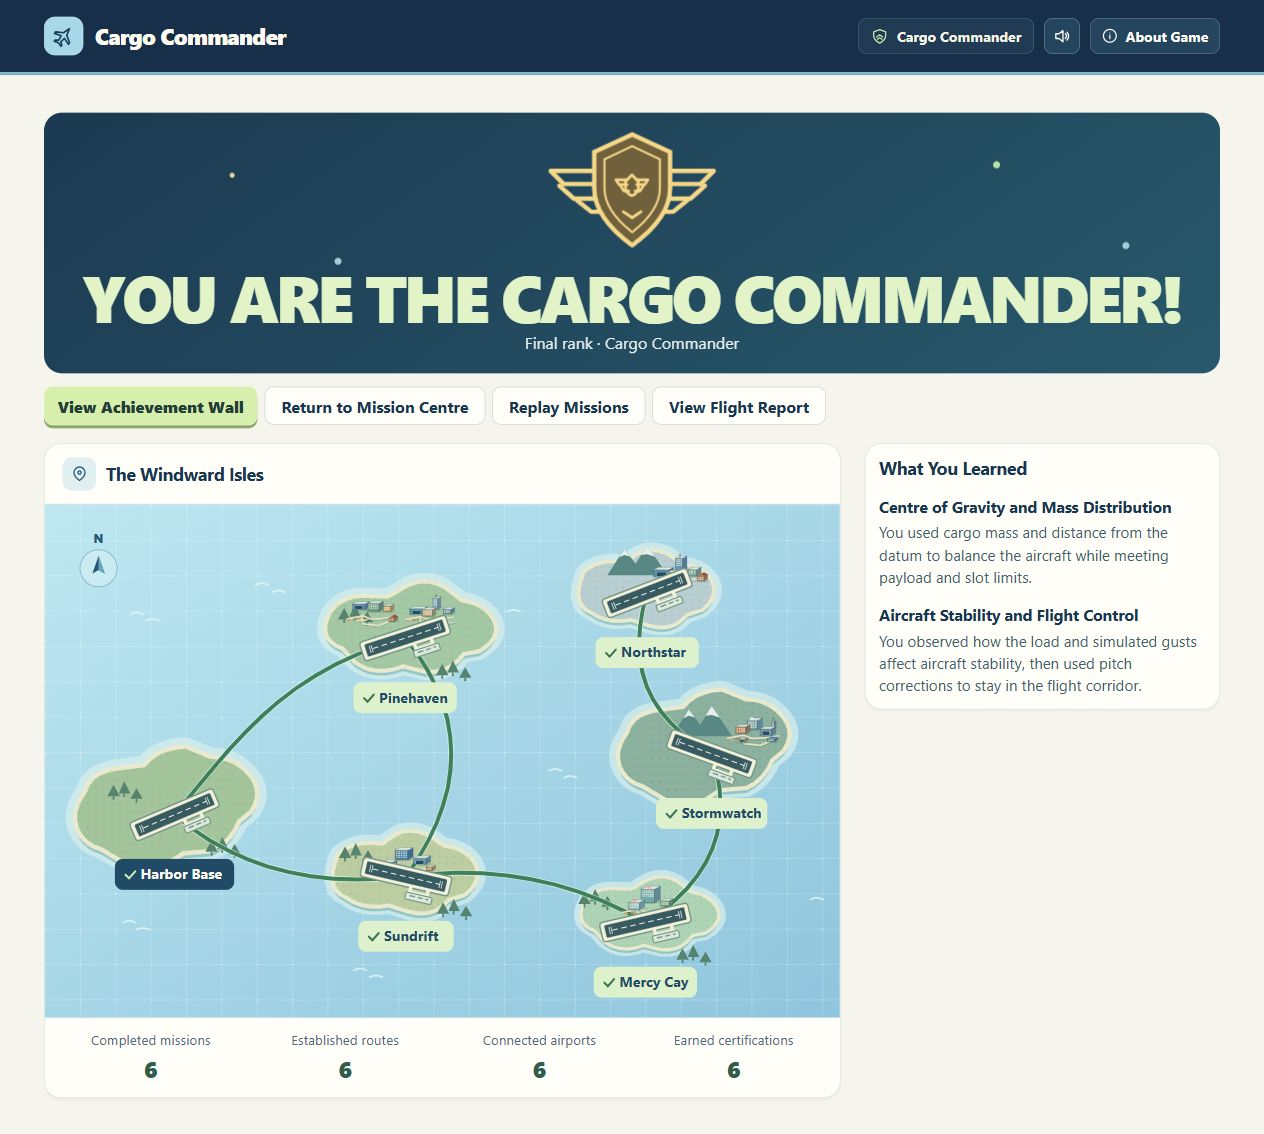 Cargo Commander
Cargo Commander
About Game
YOU ARE THE CARGO COMMANDER!
Final rank · Cargo Commander
View Achievement Wall
Return to Mission Centre
Replay Missions
View Flight Report
The Windward Isles
N
Pinehaven
Northstar
Stormwatch
Harbor Base
Sundrift
Mercy Cay
Completed missions
6
Established routes
6
Connected airports
6
Earned certifications
6
What You Learned
Centre of Gravity and Mass Distribution
You used cargo mass and distance from the
datum to balance the aircraft while meeting
payload and slot limits.
Aircraft Stability and Flight Control
You observed how the load and simulated gusts
affect aircraft stability, then used pitch
corrections to stay in the flight corridor.